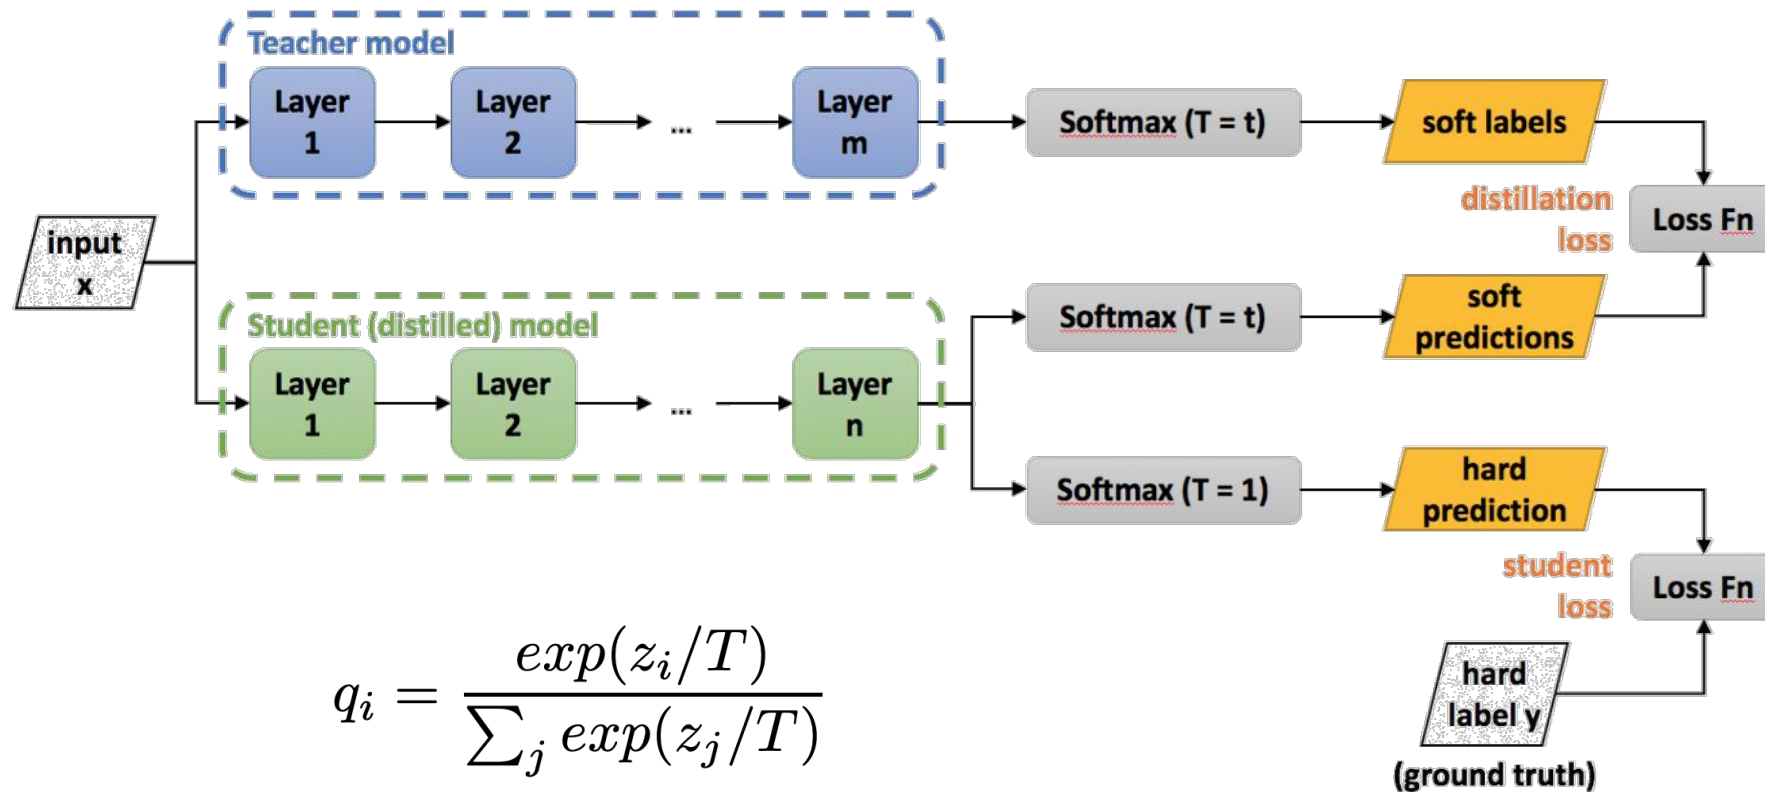 Teacher model
Layer
1
Layer
2
...
Layer
m
Softmax (T = t)
soft labels
distillation
loss
Loss Fn
input
x
Student (distilled) model
Layer
1
Layer
2
...
Layer
n
Softmax (T = t)
soft
predictions
Softmax (T = 1)
hard
prediction
student
loss
Loss Fn
hard
label y
(ground truth)
q_i = exp(z_i/T) / ∑_j exp(z_j/T)